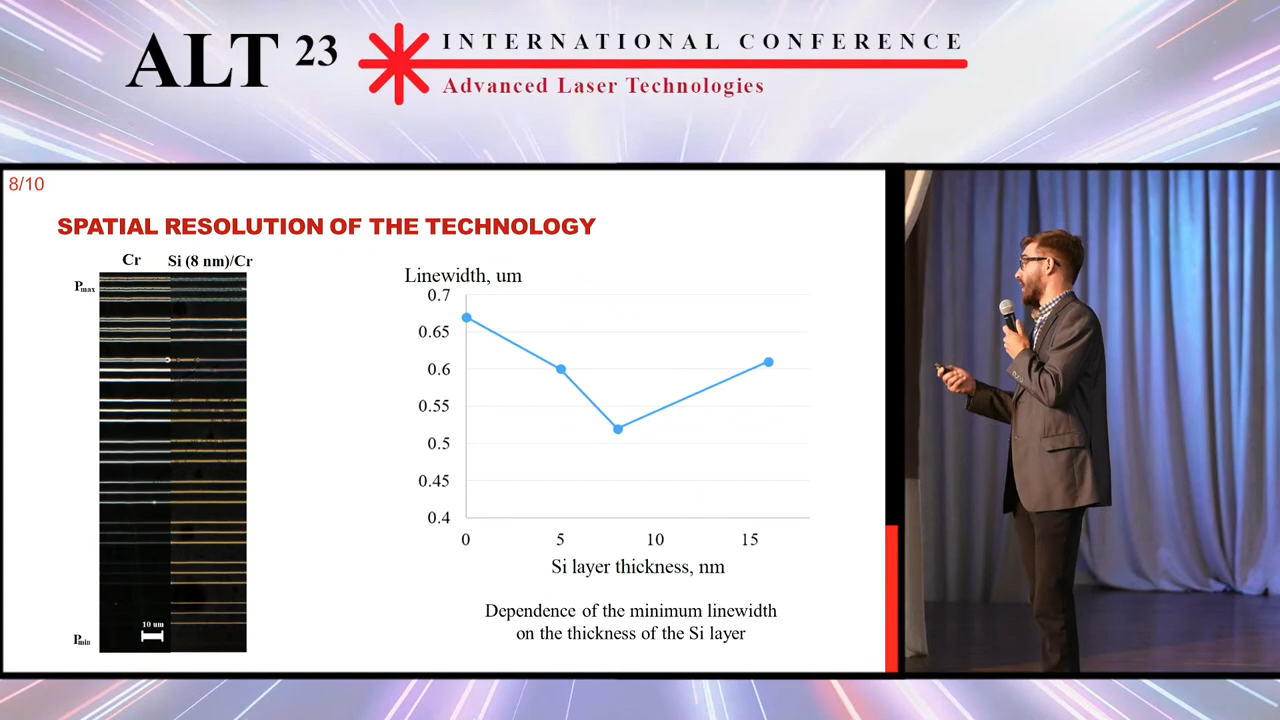 ALT 23
INTERNATIONAL CONFERENCE
Advanced Laser Technologies
8/10
SPATIAL RESOLUTION OF THE TECHNOLOGY
Cr
Si (8 nm)/Cr
Pmax
10 um
Pmin
Linewidth, um
0.7
0.65
0.6
0.55
0.5
0.45
0.4
0
5
10
15
Si layer thickness, nm
Dependence of the minimum linewidth
on the thickness of the Si layer